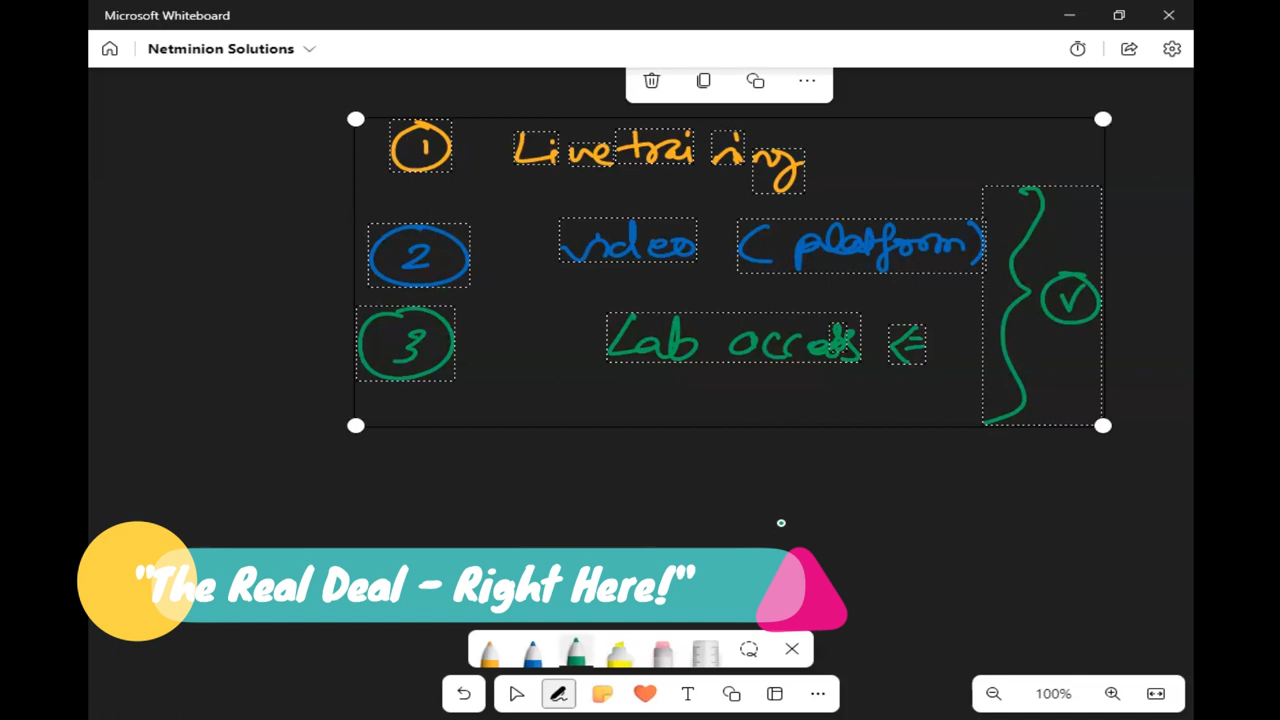 Microsoft Whiteboard
Netminion Solutions
1 Live training
2 video (platform)
3 Lab access <=
"The Real Deal - Right Here!"
100%